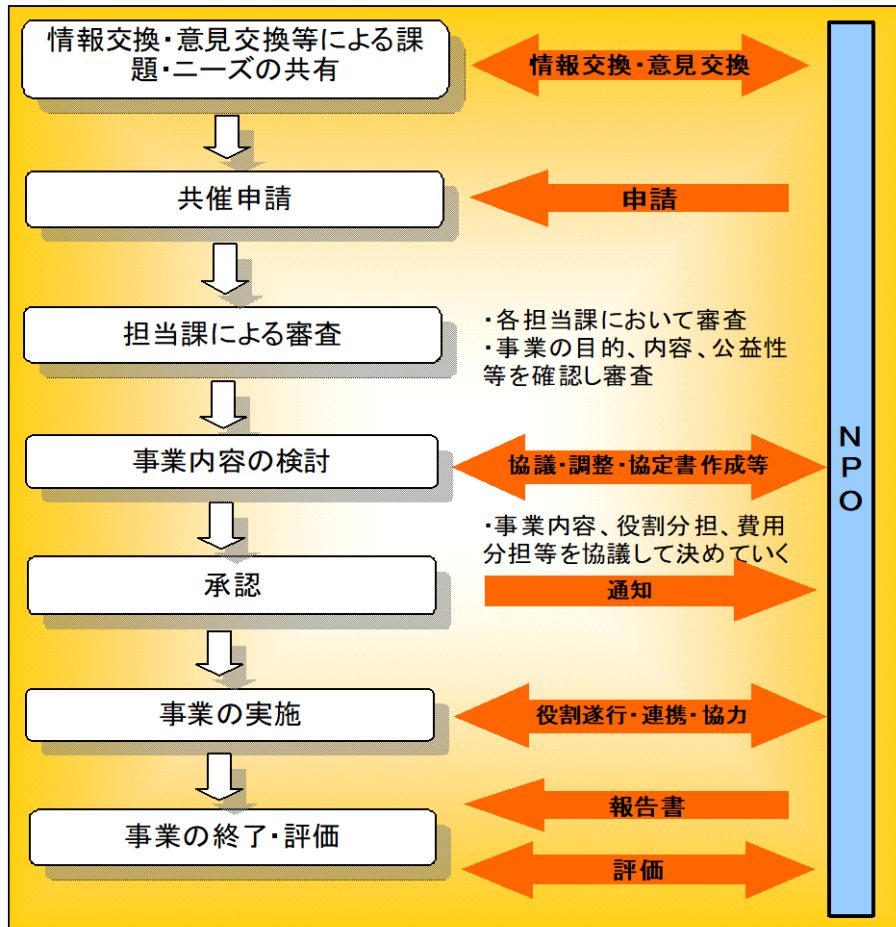 情報交換・意見交換等による課
題・ニーズの共有
情報交換・意見交換
共催申請
申請
担当課による審査
・各担当課において審査
・事業の目的、内容、公益性
等を確認し審査
事業内容の検討
協議・調整・協定書作成等
・事業内容、役割分担、費用
分担等を協議して決めていく
承認
通知
事業の実施
役割遂行・連携・協力
報告書
事業の終了・評価
評価
NPO